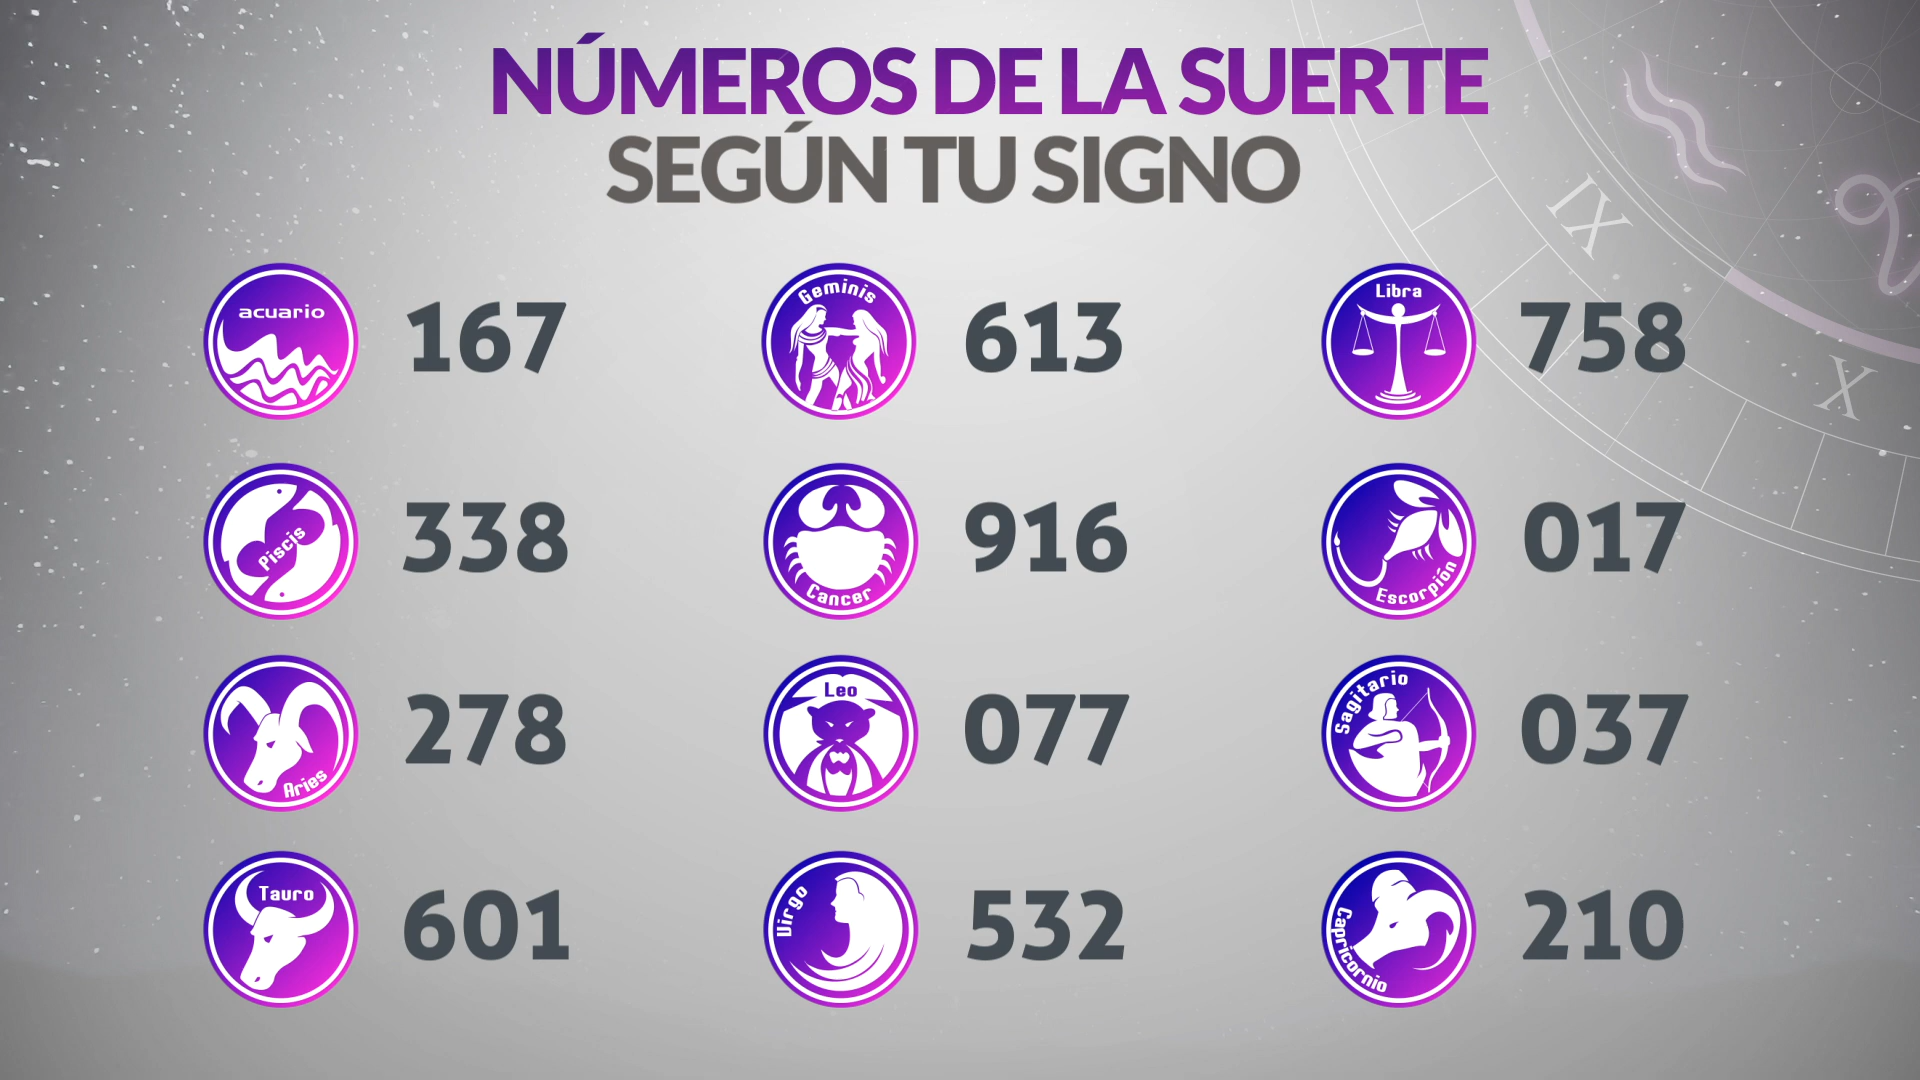 NÚMEROS DE LA SUERTE
SEGÚN TU SIGNO
acuario 167
Geminis 613
Libra 758
Piscis 338
Cancer 916
Escorpión 017
Aries 278
Leo 077
Sagitario 037
Tauro 601
Virgo 532
Capricornio 210
IX
X